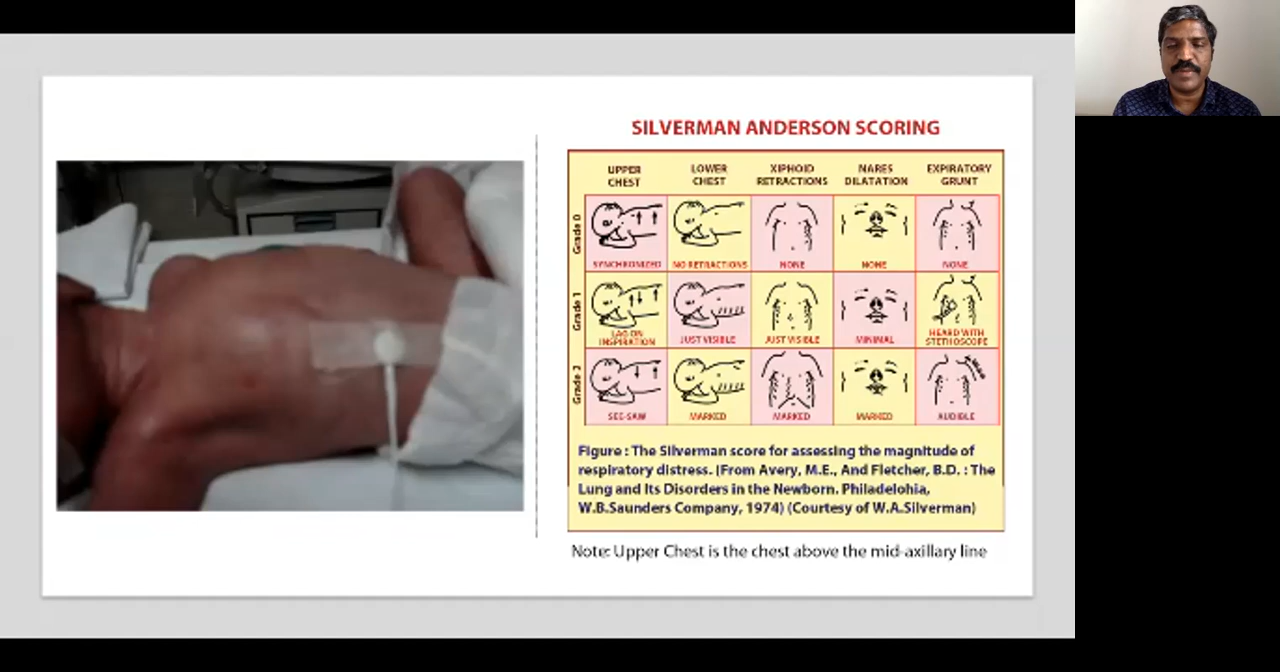 SILVERMAN ANDERSON SCORING
UPPER CHEST
LOWER CHEST
XIPHOID RETRACTIONS
NARES DILATATION
EXPIRATORY GRUNT
Grade 0
SYNCHRONIZED
NO RETRACTIONS
NONE
NONE
NONE
Grade 1
LAG ON INSPIRATION
JUST VISIBLE
JUST VISIBLE
MINIMAL
HEARD WITH STETHOSCOPE
Grade 2
SEE-SAW
MARKED
MARKED
MARKED
AUDIBLE
Figure : The Silverman score for assessing the magnitude of
respiratory distress. (From Avery, M.E., And Fletcher, B.D. : The
Lung and Its Disorders in the Newborn. Philadelohia,
W.B.Saunders Company, 1974) (Courtesy of W.A.Silverman)
Note: Upper Chest is the chest above the mid-axillary line